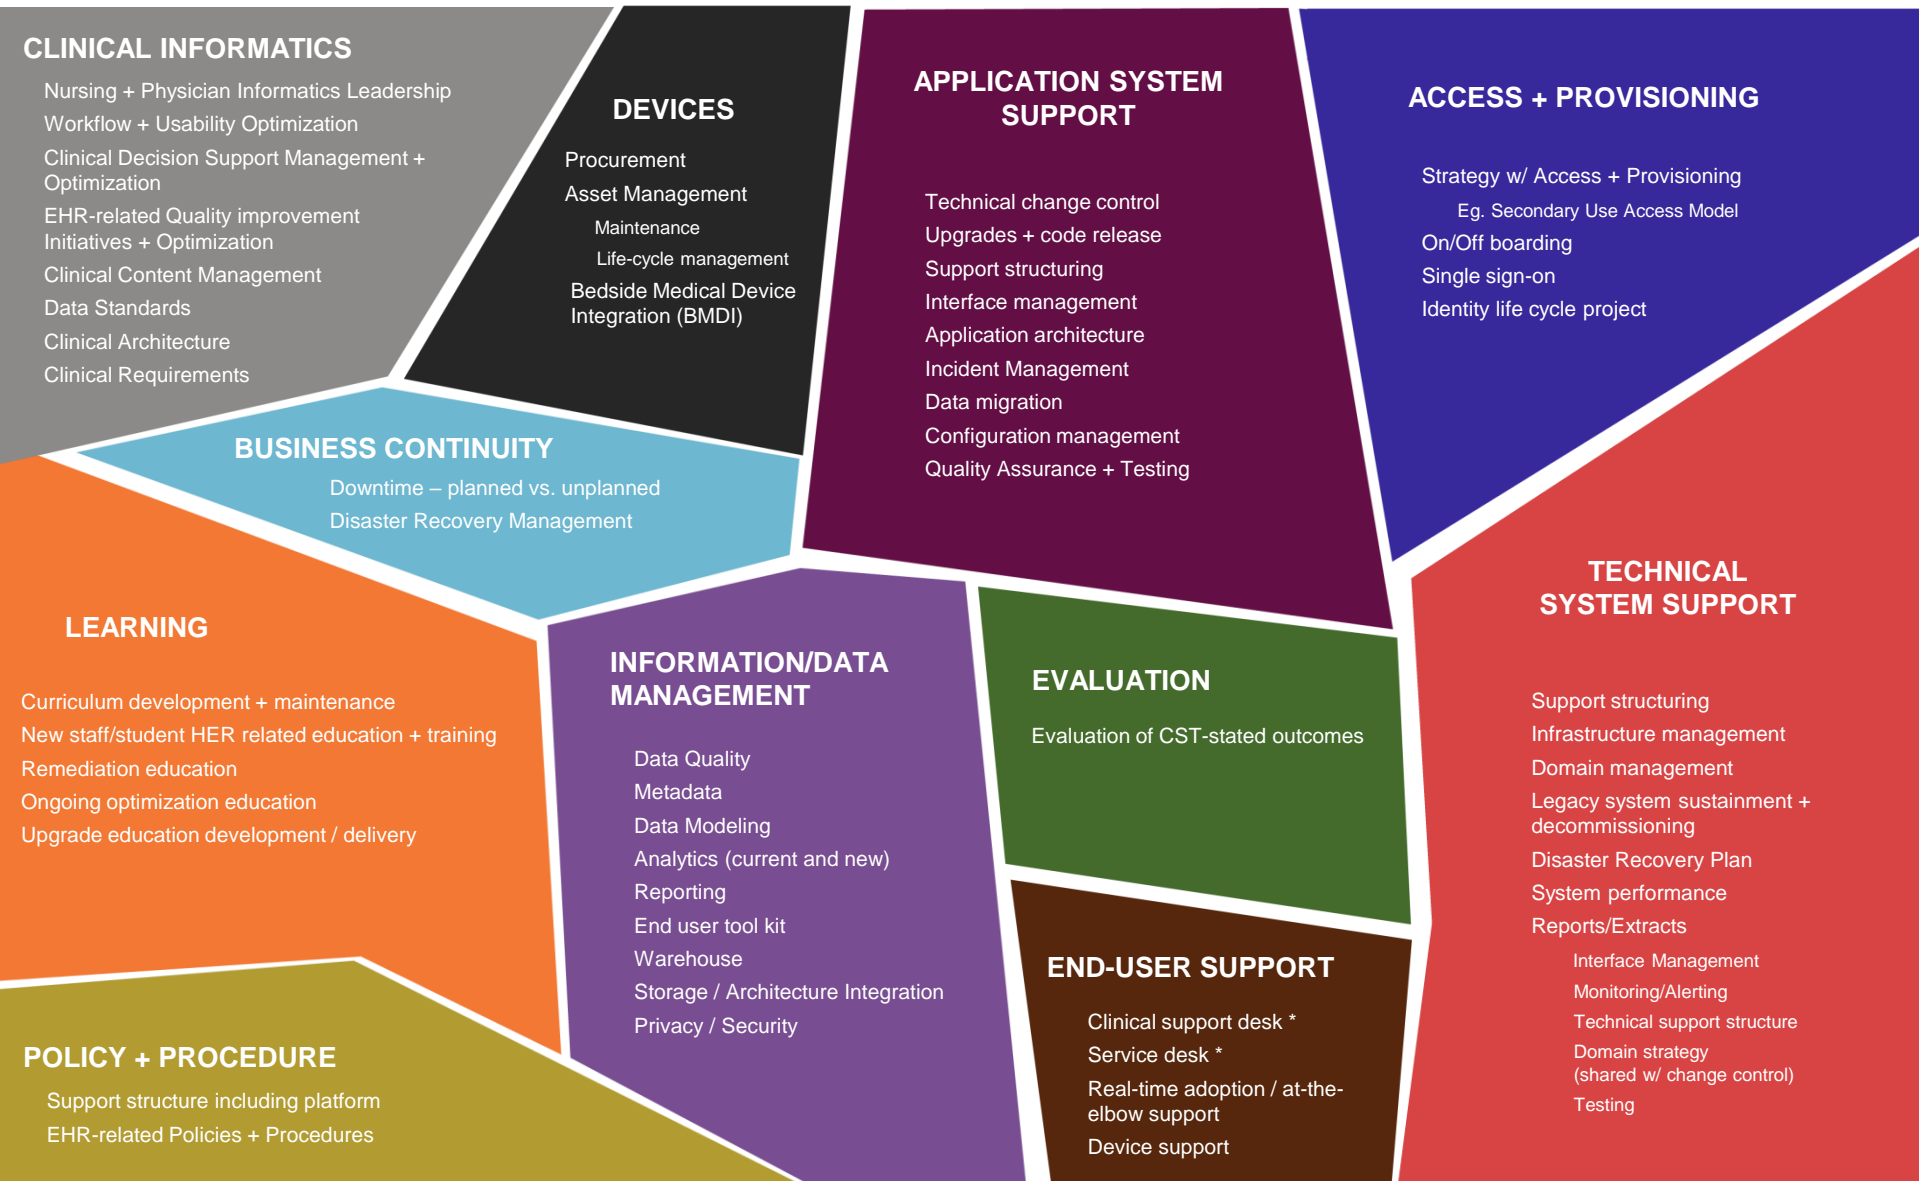 CLINICAL INFORMATICS
Nursing + Physician Informatics Leadership
Workflow + Usability Optimization
Clinical Decision Support Management +
Optimization
EHR-related Quality improvement
Initiatives + Optimization
Clinical Content Management
Data Standards
Clinical Architecture
Clinical Requirements
DEVICES
Procurement
Asset Management
Maintenance
Life-cycle management
Bedside Medical Device
Integration (BMDI)
APPLICATION SYSTEM
SUPPORT
Technical change control
Upgrades + code release
Support structuring
Interface management
Application architecture
Incident Management
Data migration
Configuration management
Quality Assurance + Testing
ACCESS + PROVISIONING
Strategy w/ Access + Provisioning
Eg. Secondary Use Access Model
On/Off boarding
Single sign-on
Identity life cycle project
BUSINESS CONTINUITY
Downtime – planned vs. unplanned
Disaster Recovery Management
LEARNING
Curriculum development + maintenance
New staff/student HER related education + training
Remediation education
Ongoing optimization education
Upgrade education development / delivery
INFORMATION/DATA
MANAGEMENT
Data Quality
Metadata
Data Modeling
Analytics (current and new)
Reporting
End user tool kit
Warehouse
Storage / Architecture Integration
Privacy / Security
EVALUATION
Evaluation of CST-stated outcomes
TECHNICAL
SYSTEM SUPPORT
Support structuring
Infrastructure management
Domain management
Legacy system sustainment +
decommissioning
Disaster Recovery Plan
System performance
Reports/Extracts
Interface Management
Monitoring/Alerting
Technical support structure
Domain strategy
(shared w/ change control)
Testing
POLICY + PROCEDURE
Support structure including platform
EHR-related Policies + Procedures
END-USER SUPPORT
Clinical support desk *
Service desk *
Real-time adoption / at-the-
elbow support
Device support